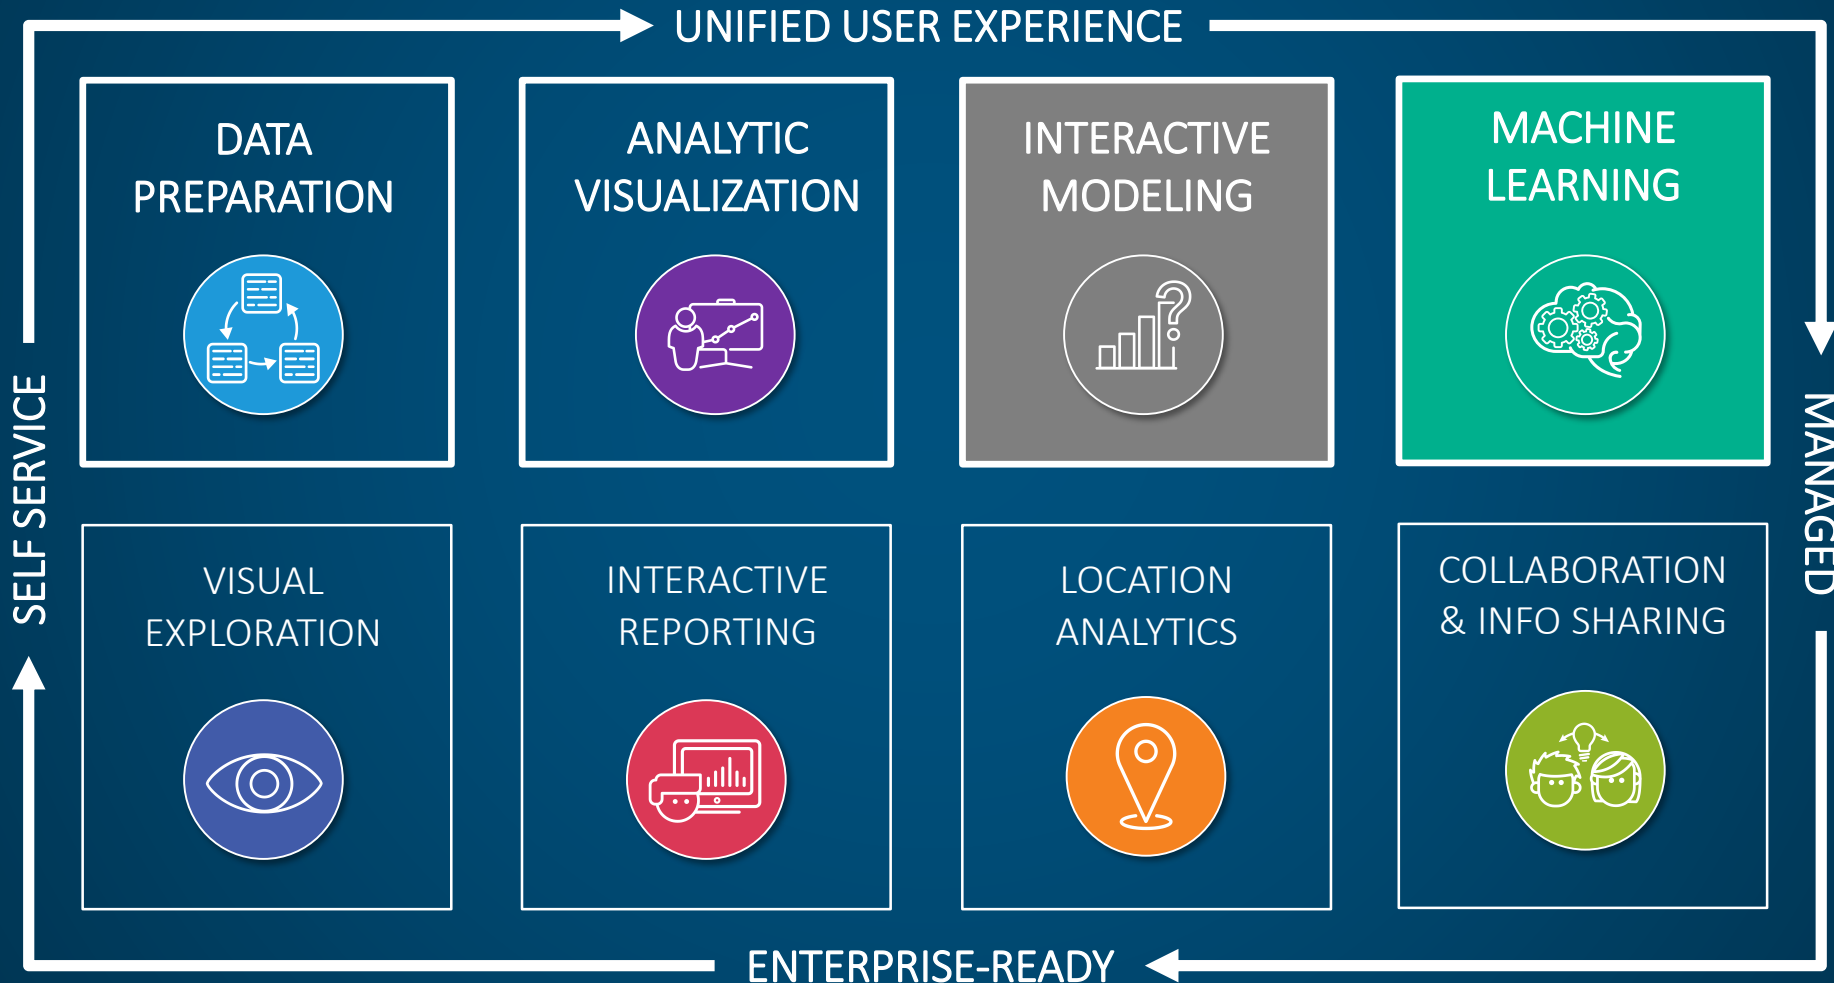 UNIFIED USER EXPERIENCE
DATA
PREPARATION
ANALYTIC
VISUALIZATION
INTERACTIVE
MODELING
MACHINE
LEARNING
SELF SERVICE
MANAGED
VISUAL
EXPLORATION
INTERACTIVE
REPORTING
LOCATION
ANALYTICS
COLLABORATION
& INFO SHARING
ENTERPRISE-READY